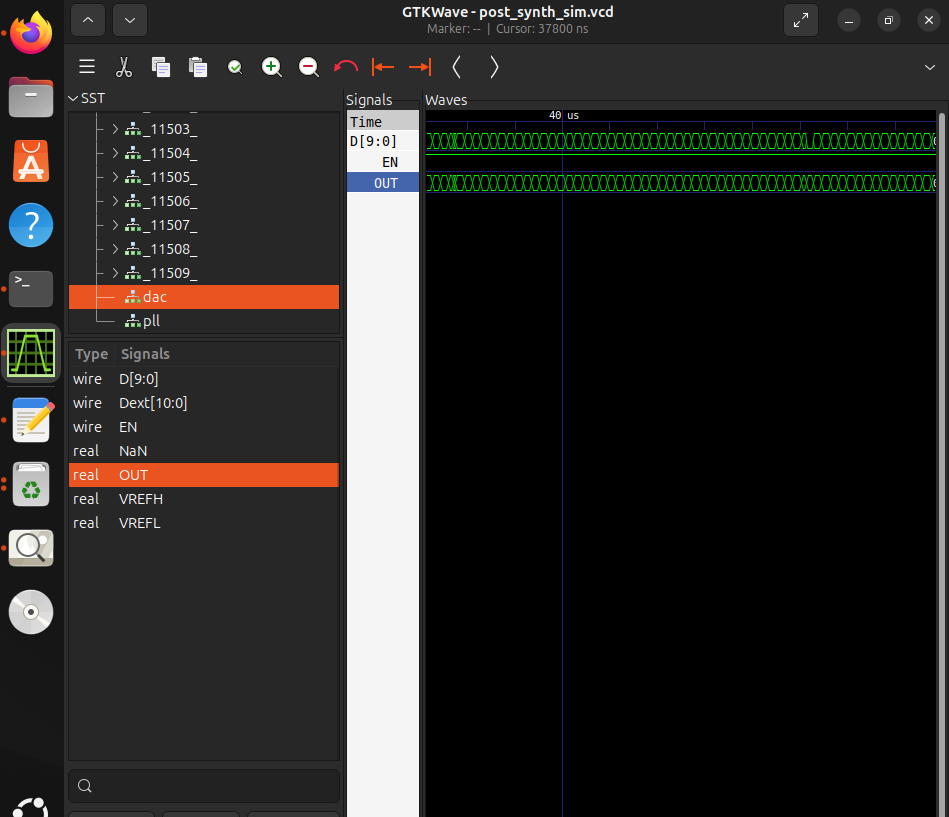 GTKWave - post_synth_sim.vcd
Marker: -- | Cursor: 37800 ns
SST
_11503_
_11504_
_11505_
_11506_
_11507_
_11508_
_11509_
dac
pll
Type Signals
wire D[9:0]
wire Dext[10:0]
wire EN
real NaN
real OUT
real VREFH
real VREFL
Signals
Time
D[9:0]
EN
OUT
Waves
40 us